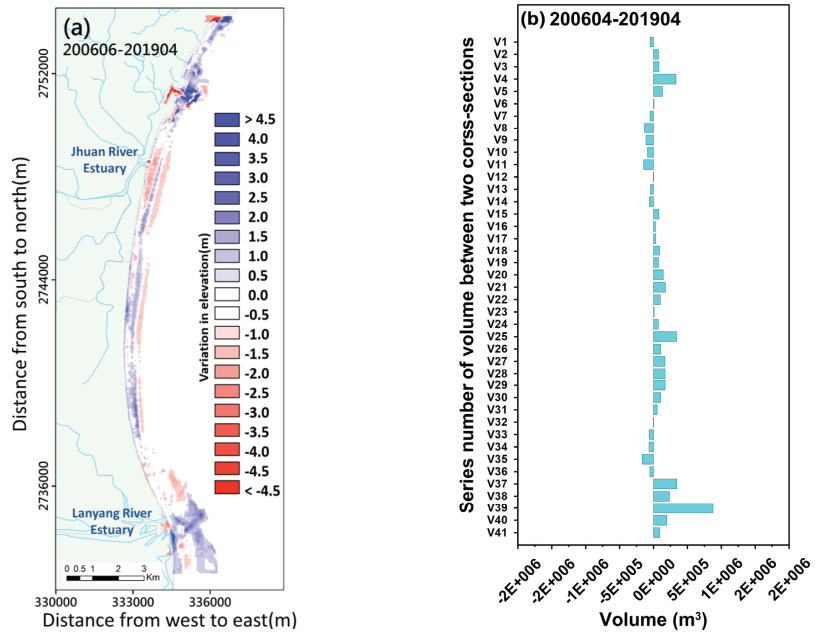 (a)
200606-201904
2752000
2744000
2736000
Distance from south to north(m)
Jhuan River
Estuary
Lanyang River
Estuary
Variation in elevation(m)
> 4.5
4.0
3.5
3.0
2.5
2.0
1.5
1.0
0.5
0.0
-0.5
-1.0
-1.5
-2.0
-2.5
-3.0
-3.5
-4.0
-4.5
< -4.5
0 0.5 1 2 3
Km
330000 333000 336000
Distance from west to east(m)
(b) 200604-201904
Series number of volume between two corss-sections
V1
V2
V3
V4
V5
V6
V7
V8
V9
V10
V11
V12
V13
V14
V15
V16
V17
V18
V19
V20
V21
V22
V23
V24
V25
V26
V27
V28
V29
V30
V31
V32
V33
V34
V35
V36
V37
V38
V39
V40
V41
-2E+006 -2E+006 -1E+006 -5E+005 0E+000 5E+005 1E+006 2E+006 2E+006
Volume (m³)